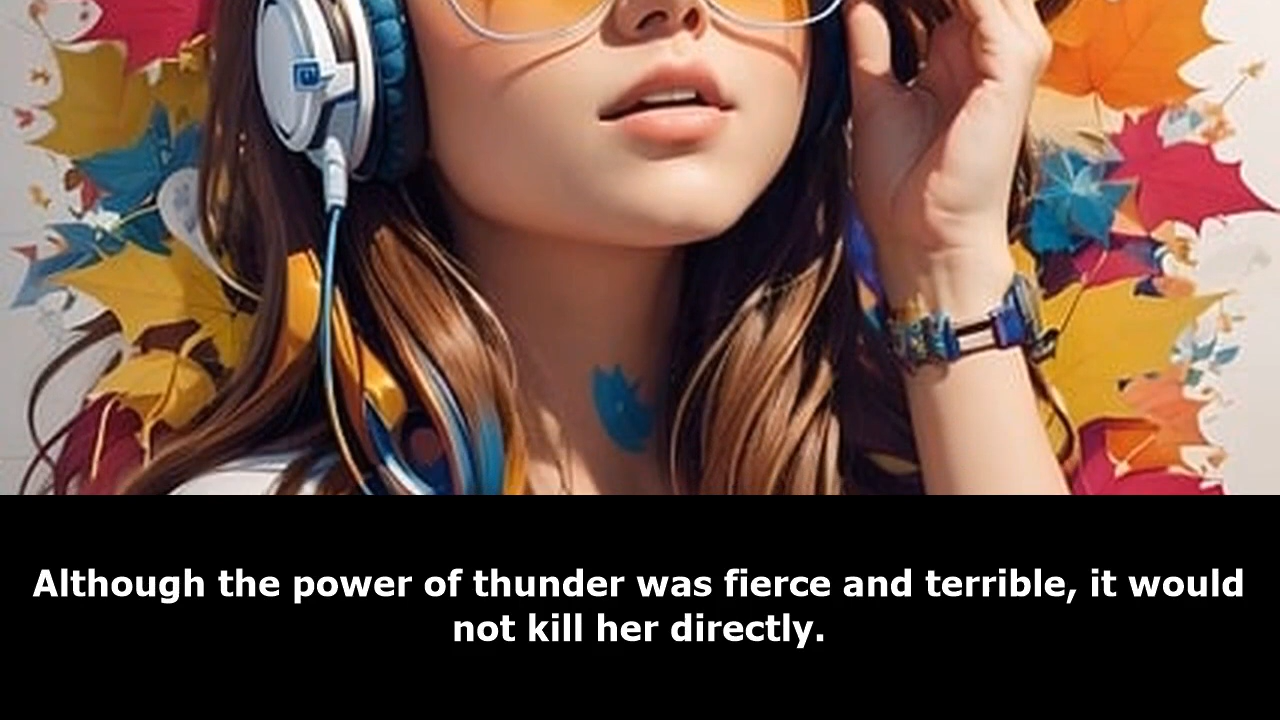 Although the power of thunder was fierce and terrible, it would
not kill her directly.